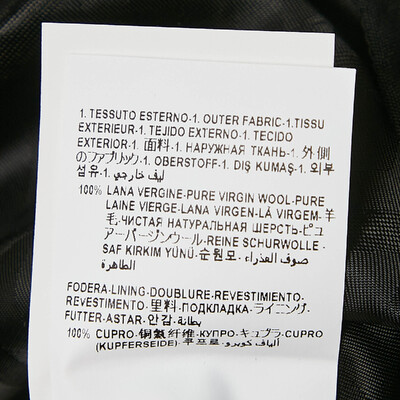 1. TESSUTO ESTERNO-1. OUTER FABRIC-1.TISSU
EXTERIEUR-1. TEJIDO EXTERNO-1. TECIDO
EXTERIOR-1. 面料-1. НАРУЖНАЯ ТКАНЬ-1. 外側
のファブリック-1. OBERSTOFF-1. DIŞ KUMAŞ-1. 외부
섬유-1. ليف خارجي
100% LANA VERGINE-PURE VIRGIN WOOL-PURE
LAINE VIERGE-LANA VIRGEN-LÃ VIRGEM-羊
毛-ЧИСТАЯ НАТУРАЛЬНАЯ ШЕРСТЬ-ピュ
アーバージンウール-REINE SCHURWOLLE-
SAF KIRKIM YÜNÜ-순원모-صوف العذراء
الطاهرة
FODERA-LINING-DOUBLURE-REVESTIMIENTO-
REVESTIMENTO-里料-ПОДКЛАДКА-ライニング-
FUTTER-ASTAR-안감-بطانة
100% CUPRO-铜氨纤维-КУПРО-キュプラ-CUPRO
(KUPFERSEIDE)-쿠프로-ألياف كوبرو